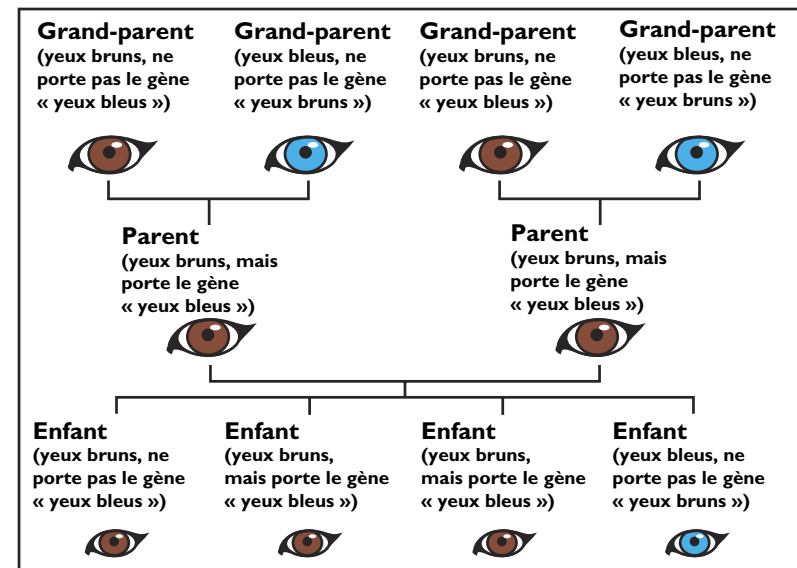 Grand-parent
(yeux bruns, ne
porte pas le gène
« yeux bleus »)
Grand-parent
(yeux bleus, ne
porte pas le gène
« yeux bruns »)
Grand-parent
(yeux bruns, ne
porte pas le gène
« yeux bleus »)
Grand-parent
(yeux bleus, ne
porte pas le gène
« yeux bruns »)
Parent
(yeux bruns, mais
porte le gène
« yeux bleus »)
Parent
(yeux bruns, mais
porte le gène
« yeux bleus »)
Enfant
(yeux bruns, ne
porte pas le gène
« yeux bleus »)
Enfant
(yeux bruns,
mais porte le gène
« yeux bleus »)
Enfant
(yeux bruns,
mais porte le gène
« yeux bleus »)
Enfant
(yeux bleus, ne
porte pas le gène
« yeux bruns »)